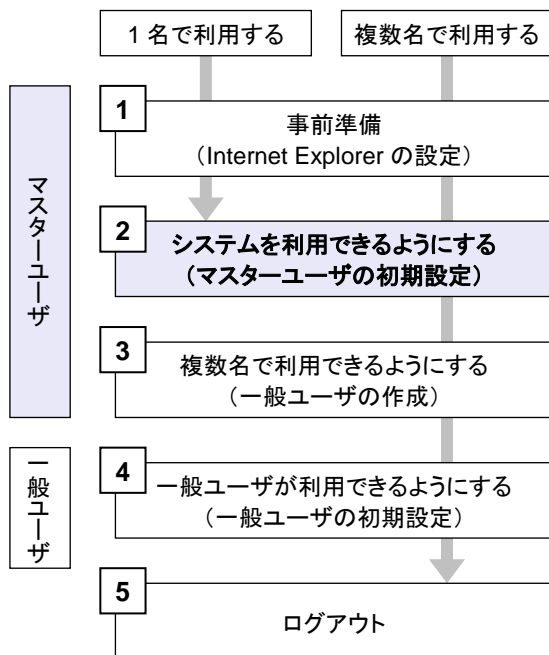 1 名で利用する
複数名で利用する
マスターユーザ
1
事前準備
（Internet Explorer の設定）
2
システムを利用できるようにする
（マスターユーザの初期設定）
3
複数名で利用できるようにする
（一般ユーザの作成）
一般ユーザ
4
一般ユーザが利用できるようにする
（一般ユーザの初期設定）
5
ログアウト